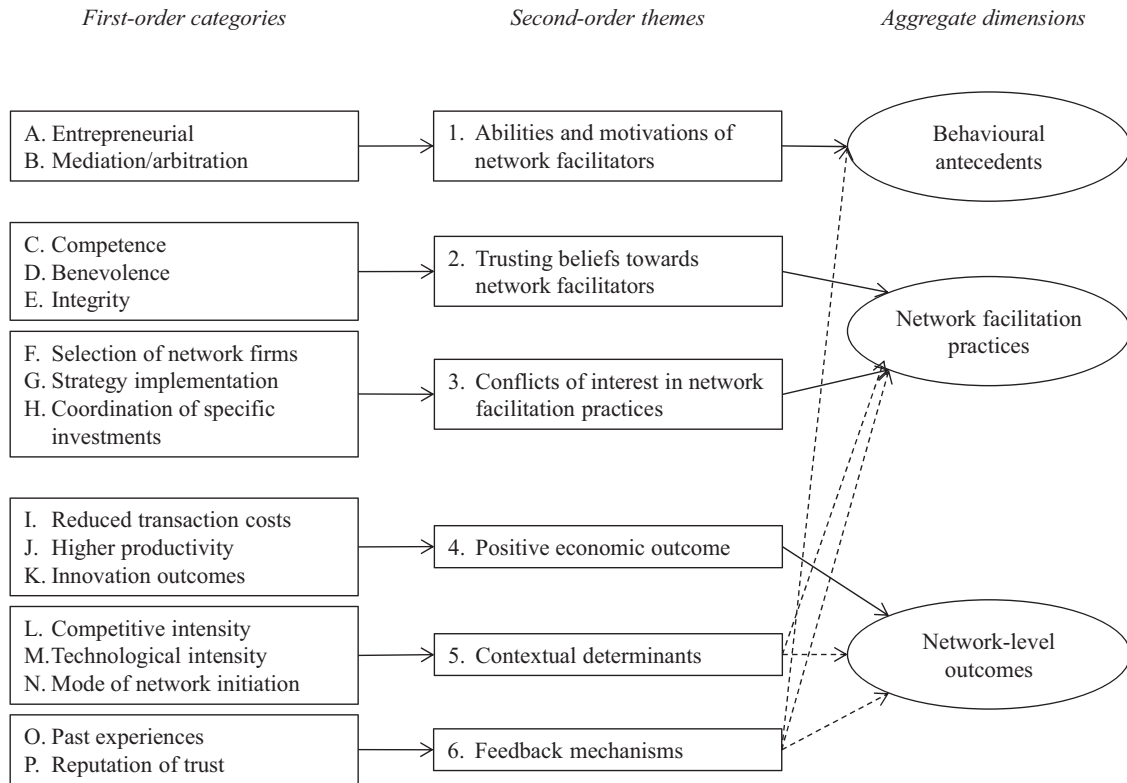 First-order categories
Second-order themes
Aggregate dimensions
A. Entrepreneurial
B. Mediation/arbitration
1. Abilities and motivations of
network facilitators
Behavioural
antecedents
C. Competence
D. Benevolence
E. Integrity
2. Trusting beliefs towards
network facilitators
Network facilitation
practices
F. Selection of network firms
G. Strategy implementation
H. Coordination of specific
investments
3. Conflicts of interest in network
facilitation practices
I. Reduced transaction costs
J. Higher productivity
K. Innovation outcomes
4. Positive economic outcome
L. Competitive intensity
M. Technological intensity
N. Mode of network initiation
5. Contextual determinants
Network-level
outcomes
O. Past experiences
P. Reputation of trust
6. Feedback mechanisms